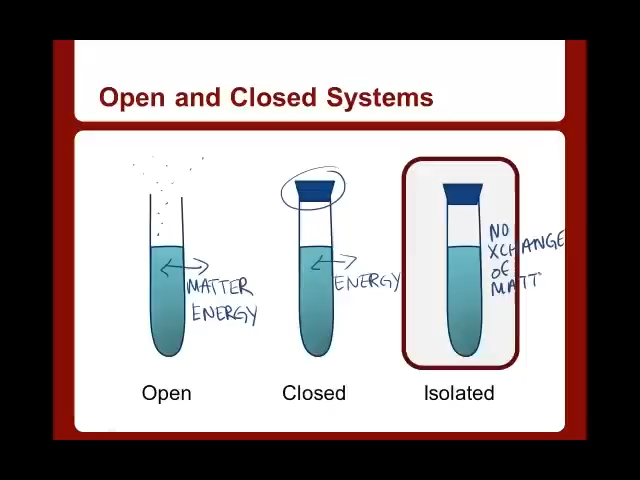 Open and Closed Systems
MATTER
ENERGY
ENERGY
NO
XCHANGE
OF
MATT
Open
Closed
Isolated